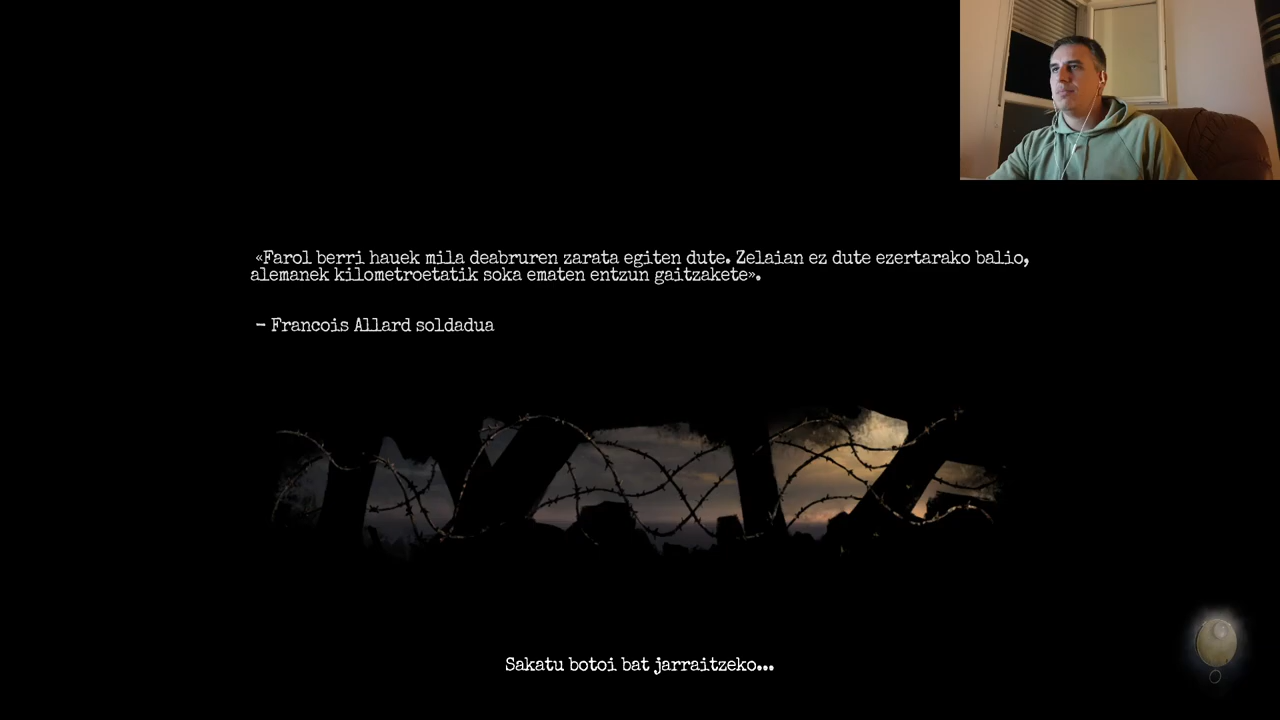 «Farol berri hauek mila deabruren zarata egiten dute. Zelaian ez dute ezertarako balio,
alemanek kilometroetatik soka ematen entzun gaitzakete».
- Francois Allard soldadua
Sakatu botoi bat jarraitzeko...